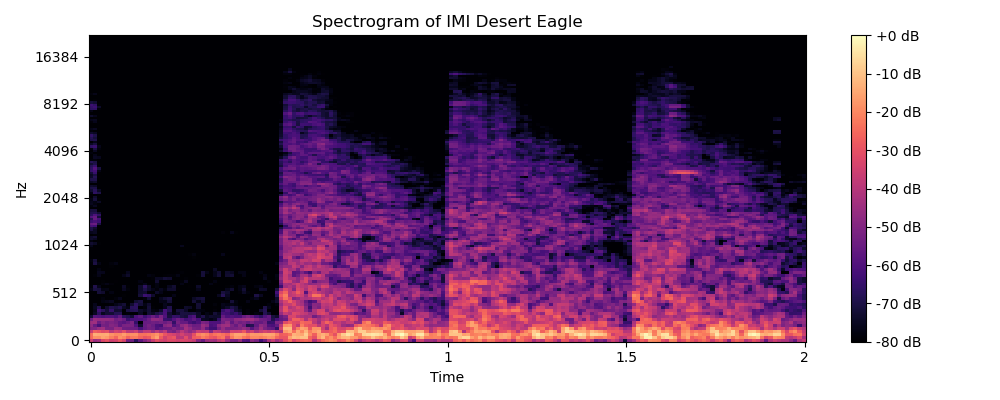 Spectrogram of IMI Desert Eagle
16384
8192
4096
2048
1024
512
0
Hz
0
0.5
1
1.5
2
Time
+0 dB
-10 dB
-20 dB
-30 dB
-40 dB
-50 dB
-60 dB
-70 dB
-80 dB